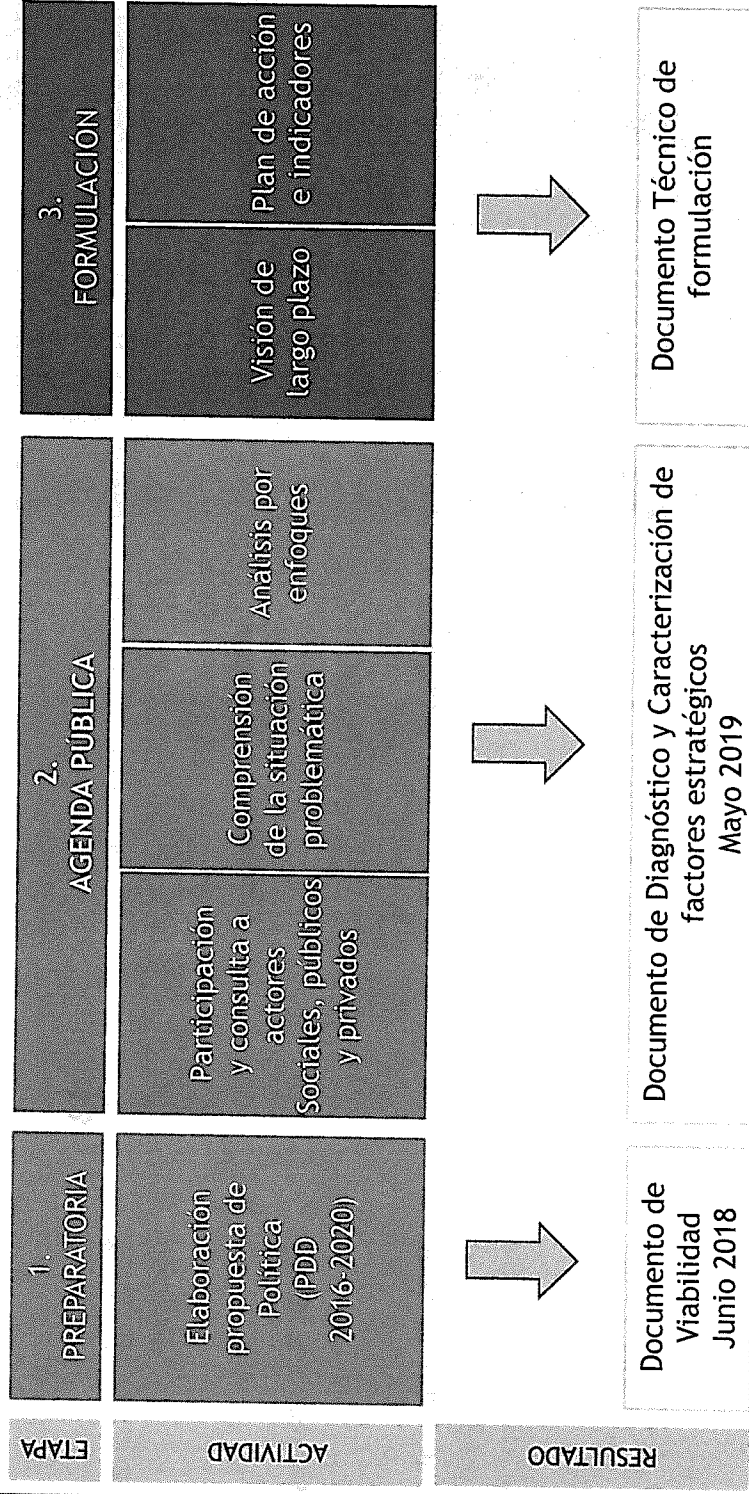 ETAPA
1.
PREPARATORIA
2.
AGENDA PÚBLICA
3.
FORMULACIÓN
ACTIVIDAD
Elaboración
propuesta de
Política
(PDD
2016-2020)
Participación
y consulta a
actores
Sociales, públicos
y privados
Comprensión
de la situación
problemática
Análisis por
enfoques
Visión de
largo plazo
Plan de acción
e indicadores
RESULTADO
Documento de
Viabilidad
Junio 2018
Documento de Diagnóstico y Caracterización de
factores estratégicos
Mayo 2019
Documento Técnico de
formulación